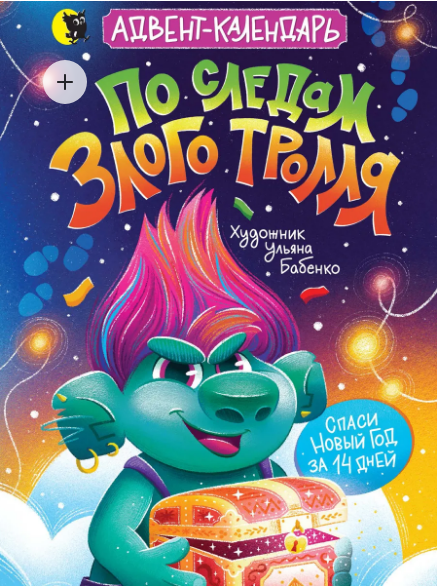 АДВЕНТ-КАЛЕНДАРЬ
ПО СЛЕДАМ
ЗЛОГО ТРОЛЛЯ
Художник
Ульяна
Бабенко
СПАСИ
НОВЫЙ ГОД
ЗА 14 ДНЕЙ